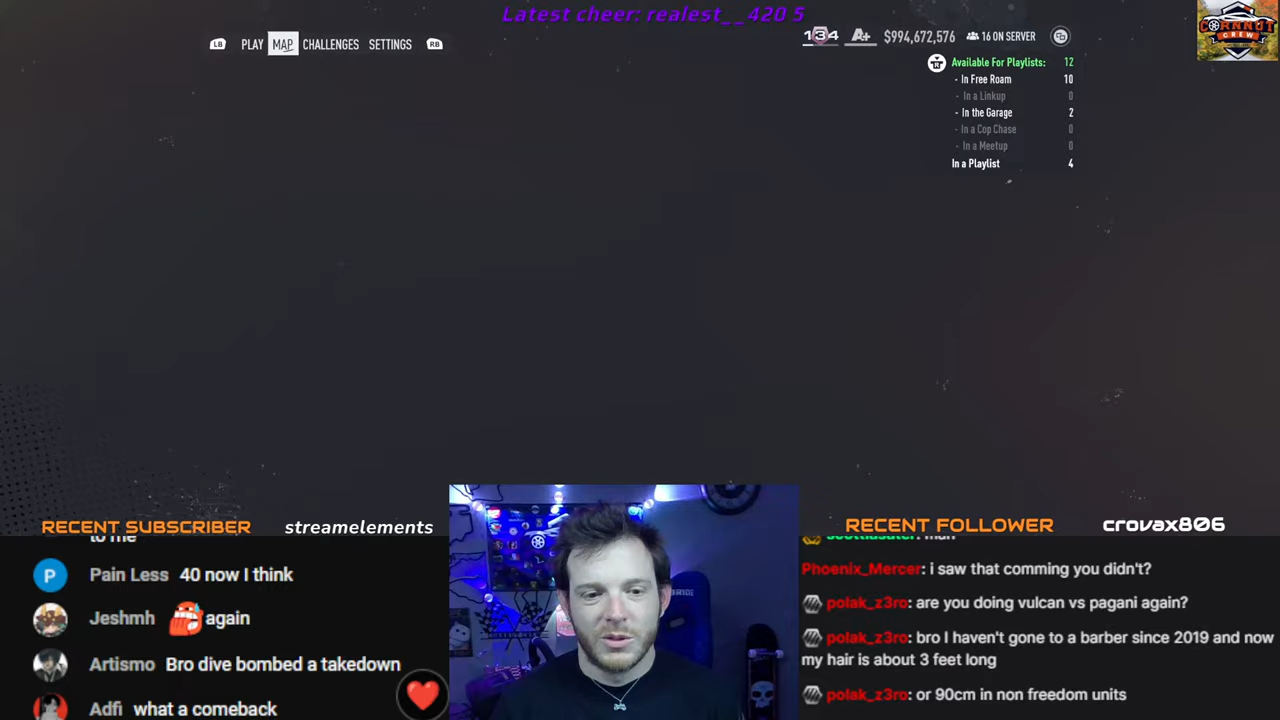 Latest cheer: realest__420 5
CORNNUT
CREW
LB PLAY MAP CHALLENGES SETTINGS RB
134 A+ $994,672,576 16 ON SERVER
Available For Playlists: 12
- In Free Roam 10
- In a Linkup 0
- In the Garage 2
- In a Cop Chase 0
- In a Meetup 0
In a Playlist 4
RECENT SUBSCRIBER streamelements
to me
P Pain Less 40 now I think
Jeshmh again
Artismo Bro dive bombed a takedown
Adfi what a comeback
RECENT FOLLOWER crovax806
man
Phoenix_Mercer: i saw that comming you didn't?
polak_z3ro: are you doing vulcan vs pagani again?
polak_z3ro: bro I haven't gone to a barber since 2019 and now
my hair is about 3 feet long
polak_z3ro: or 90cm in non freedom units